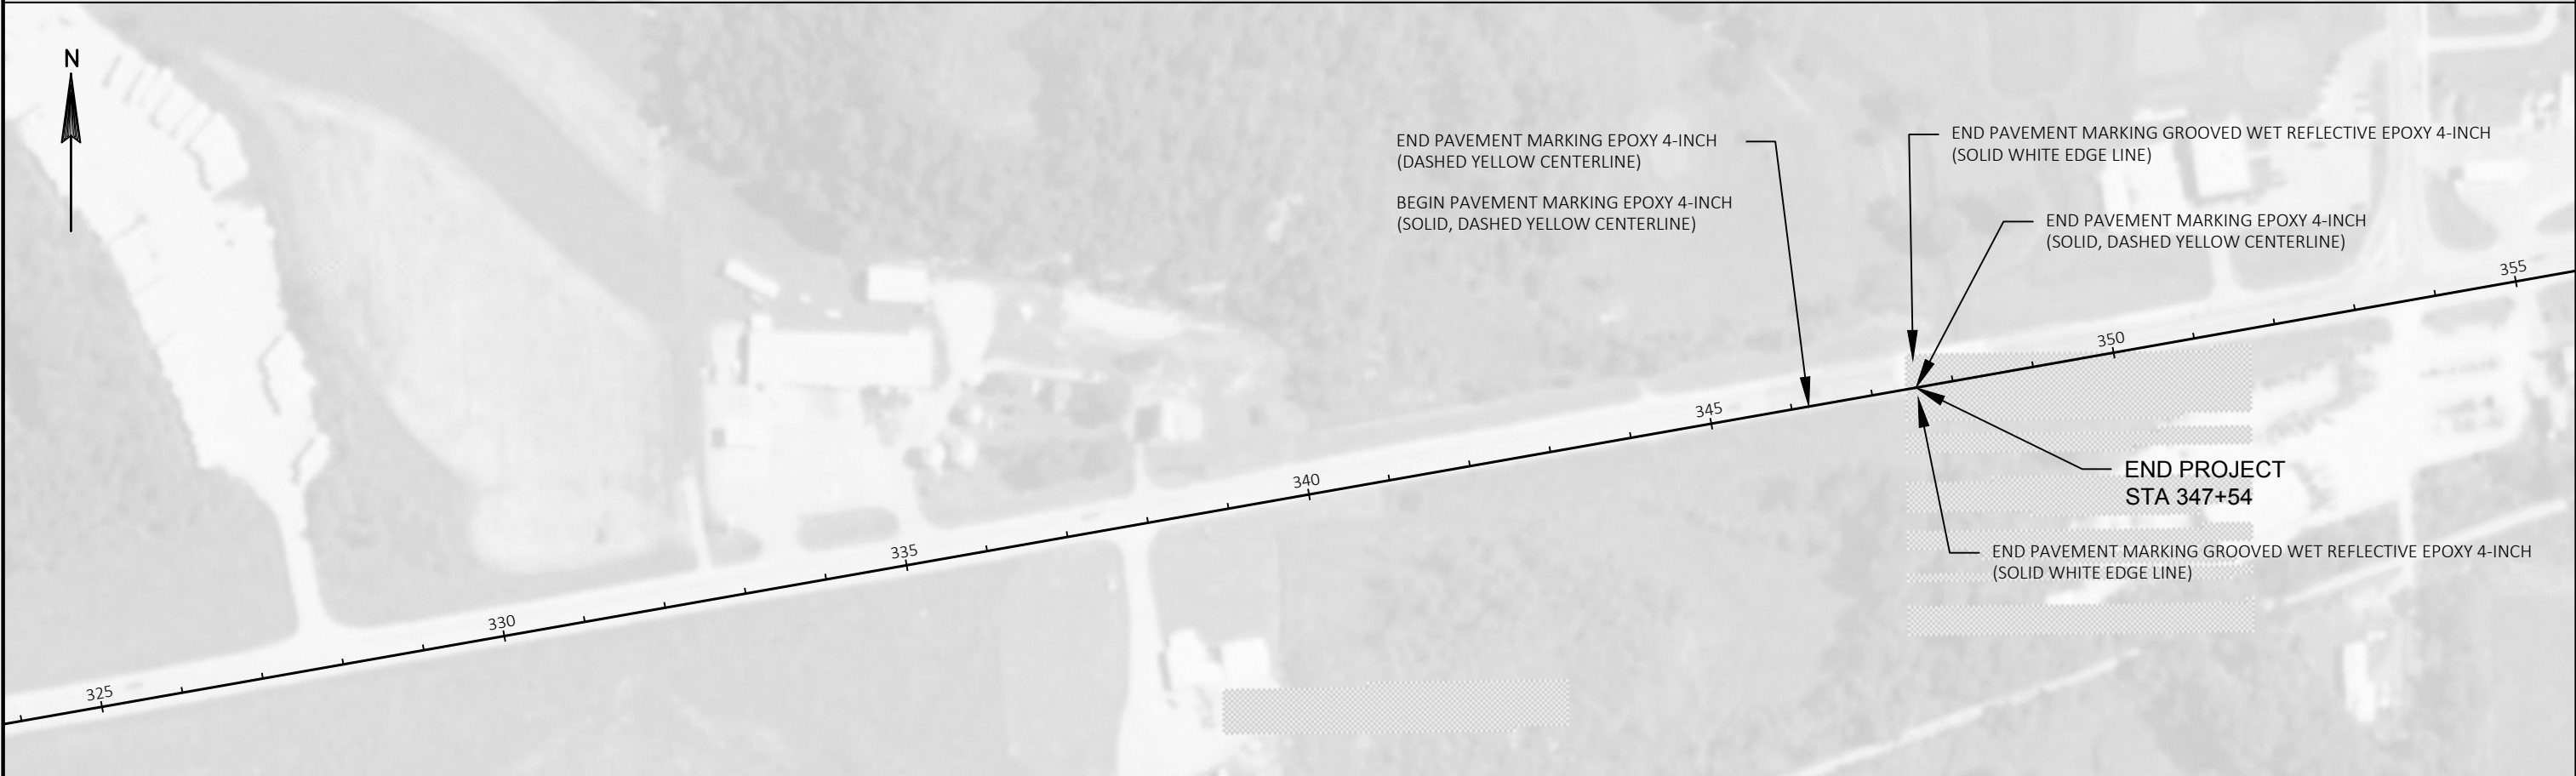 N
END PAVEMENT MARKING EPOXY 4-INCH
(DASHED YELLOW CENTERLINE)
BEGIN PAVEMENT MARKING EPOXY 4-INCH
(SOLID, DASHED YELLOW CENTERLINE)
END PAVEMENT MARKING GROOVED WET REFLECTIVE EPOXY 4-INCH
(SOLID WHITE EDGE LINE)
END PAVEMENT MARKING EPOXY 4-INCH
(SOLID, DASHED YELLOW CENTERLINE)
325
330
335
340
345
350
355
END PROJECT
STA 347+54
END PAVEMENT MARKING GROOVED WET REFLECTIVE EPOXY 4-INCH
(SOLID WHITE EDGE LINE)